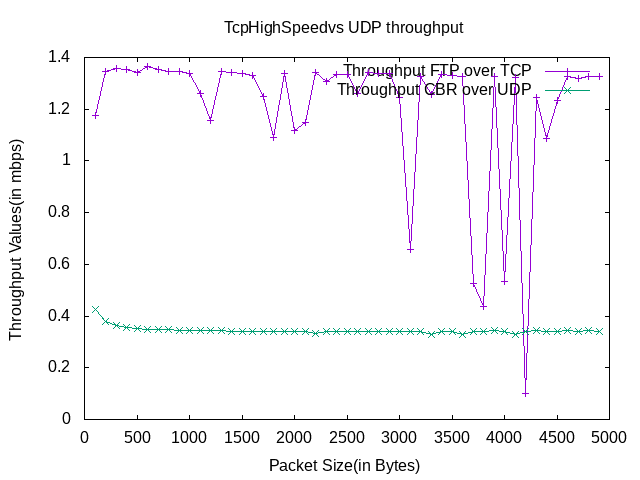 TcpHighSpeedvs UDP throughput
Throughput FTP over TCP
Throughput CBR over UDP
Throughput Values(in mbps)
1.4
1.2
1
0.8
0.6
0.4
0.2
0
0 500 1000 1500 2000 2500 3000 3500 4000 4500 5000
Packet Size(in Bytes)